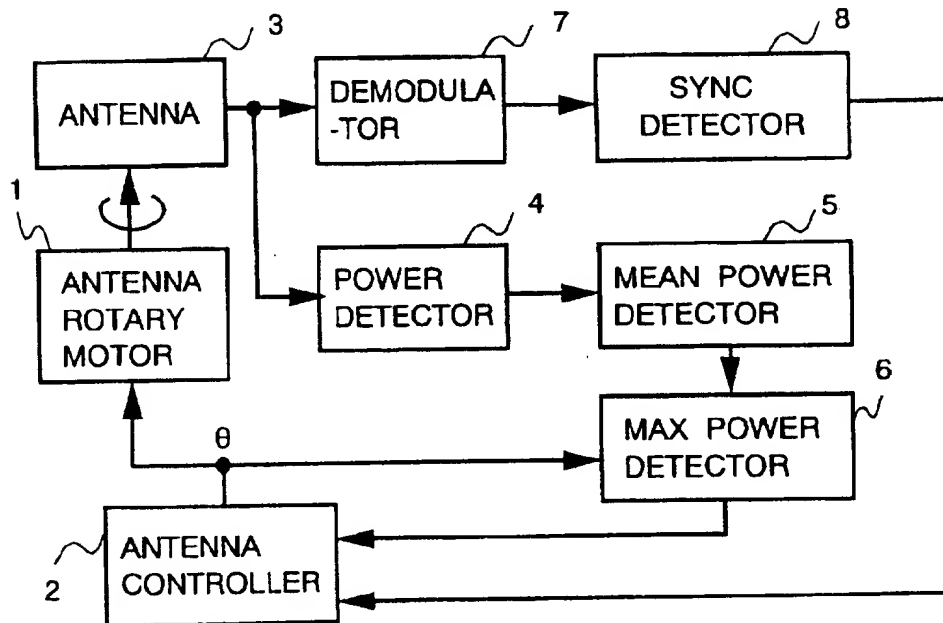 3
7
8
ANTENNA
DEMODULA
-TOR
SYNC
DETECTOR
1
4
5
ANTENNA
ROTARY
MOTOR
POWER
DETECTOR
MEAN POWER
DETECTOR
6
θ
MAX POWER
DETECTOR
2
ANTENNA
CONTROLLER